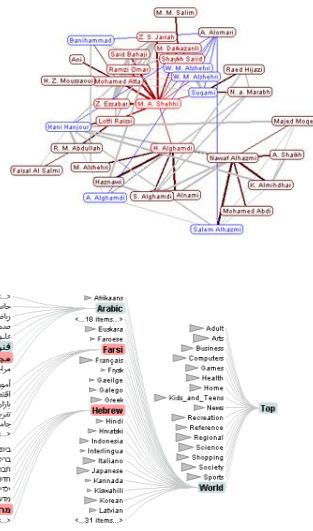 M. M. Salim
A. Alomari
Banihammad
Z. S. Jarrah
M. Darkazanli
Said Bahaji
Shaykh Saiid
Ani
Ramzi Omar
W. M. Alshehri
Raed Hijazi
W. M. Alshehri
H. Z. Moussaoui
Mohamed Atta
Suqami
N. a. Marabh
Z. Essabar
M. A. Shehhi
Lotfi Raissi
Hani Hanjour
R. M. Abdullah
H. Alghamdi
Nawaf Alhazmi
A. Shaikh
Faisal Al Salmi
M. Alshehri
Haznawi
K. Almihdhar
A. Alghamdi
S. Alghamdi
Alnami
Mohamed Abdi
Salem Alhazmi
Afrikaans
Arabic
<...18 items...>
Euskara
Faroese
Farsi
Français
Frysk
Gaeilge
Galego
Greek
Hebrew
Hindi
Hrvatski
Indonesia
Interlingua
Italiano
Japanese
Kannada
Kiswahili
Korean
Latvian
<...31 items...>
Adult
Arts
Business
Computers
Games
Health
Home
Kids_and_Teens
News
Recreation
Reference
Regional
Science
Shopping
Society
Sports
World
Top